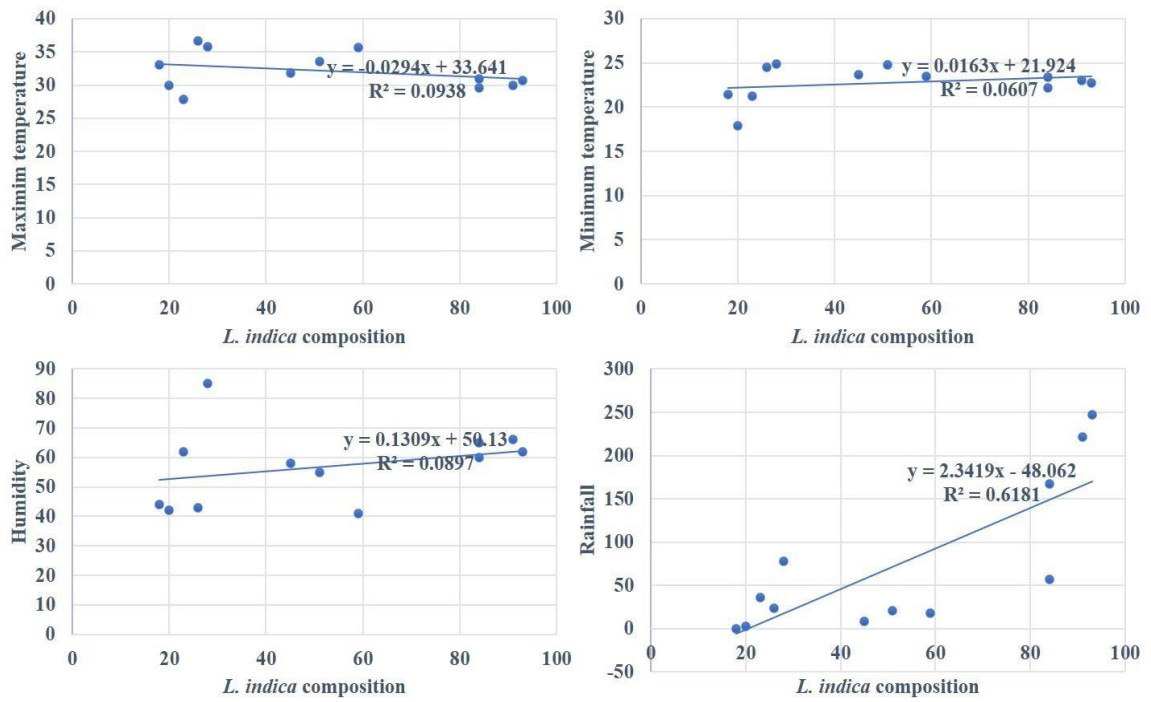 Maximim temperature
40
35
30
25
20
15
10
5
0
y = -0.0294x + 33.641
R² = 0.0938
0 20 40 60 80 100
L. indica composition
Minimum temperature
30
25
20
15
10
5
0
y = 0.0163x + 21.924
R² = 0.0607
0 20 40 60 80 100
L. indica composition
Humidity
90
80
70
60
50
40
30
20
10
0
y = 0.1309x + 50.13
R² = 0.0897
0 20 40 60 80 100
L. indica composition
Rainfall
300
250
200
150
100
50
0
-50
y = 2.3419x - 48.062
R² = 0.6181
0 20 40 60 80 100
L. indica composition